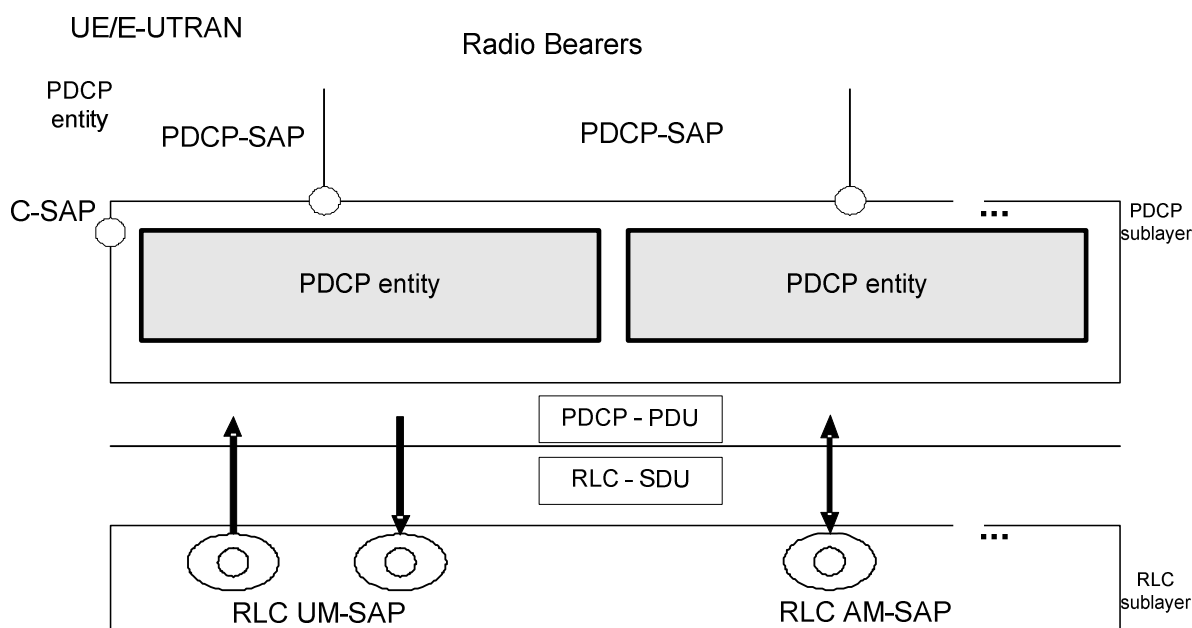 UE/E-UTRAN
Radio Bearers
PDCP
entity
PDCP-SAP
PDCP-SAP
C-SAP
...
PDCP
sublayer
PDCP entity
PDCP entity
PDCP - PDU
RLC - SDU
...
RLC UM-SAP
RLC AM-SAP
RLC
sublayer